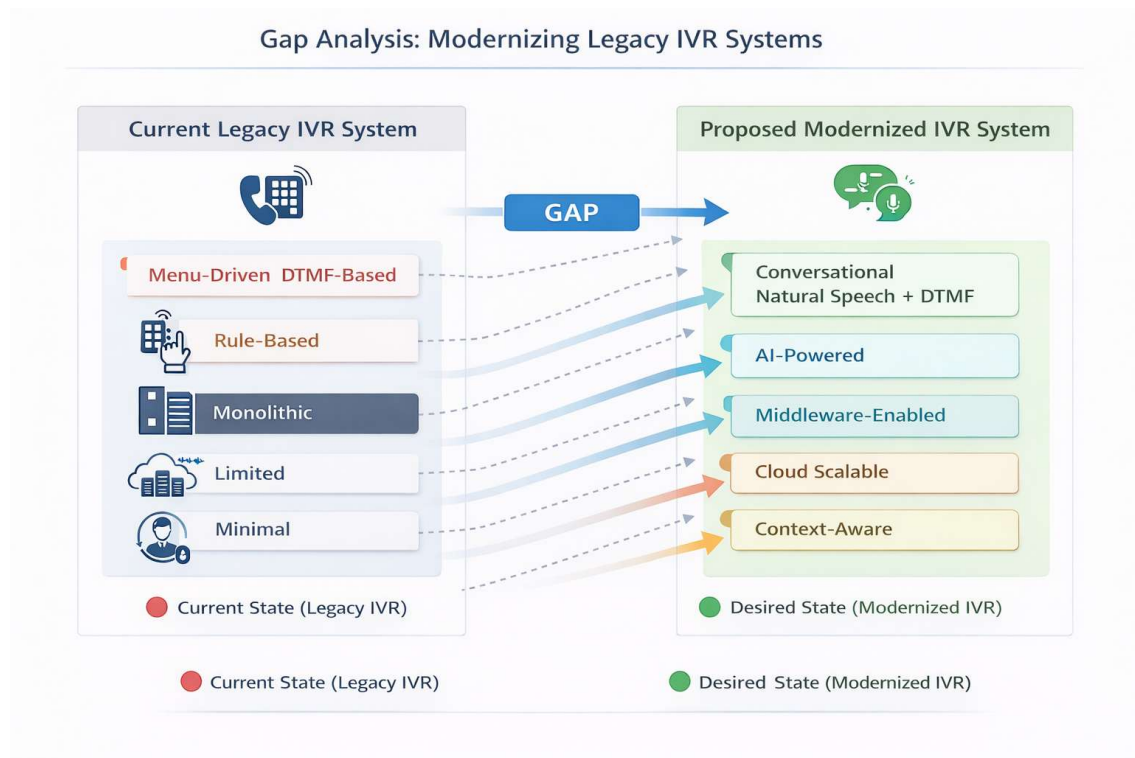 Gap Analysis: Modernizing Legacy IVR Systems
Current Legacy IVR System
Menu-Driven DTMF-Based
Rule-Based
Monolithic
Limited
Minimal
Current State (Legacy IVR)
GAP
Proposed Modernized IVR System
Conversational
Natural Speech + DTMF
AI-Powered
Middleware-Enabled
Cloud Scalable
Context-Aware
Desired State (Modernized IVR)
Current State (Legacy IVR)
Desired State (Modernized IVR)